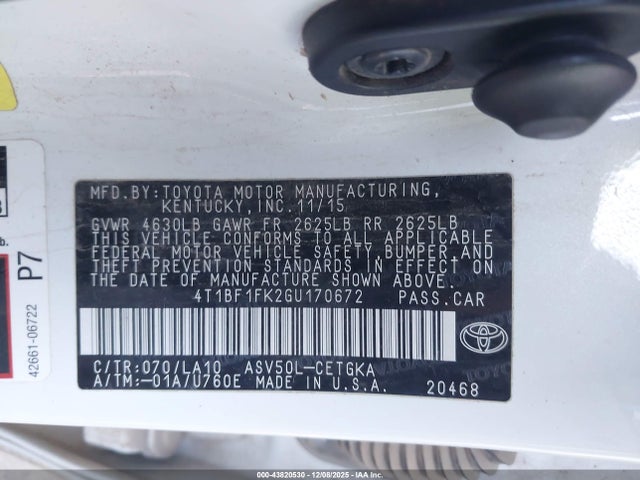 MFD.BY:TOYOTA MOTOR MANUFACTURING,
KENTUCKY,INC.11/15
GVWR 4630LB GAWR FR 2625LB RR 2625LB
THIS VEHICLE CONFORMS TO ALL APPLICABLE
FEDERAL MOTOR VEHICLE SAFETY BUMPER,AND
THEFT PREVENTION STANDARDS IN EFFECT ON
THE DATE OF MANUFACTURE SHOWN ABOVE.
4T1BF1FK2GU170672 PASS.CAR
C/TR:070/LA10 ASV50L-CETGKA
A/TM:-01A/U760E MADE IN U.S.A.
20468
TOYOTA
P7
42661-06722
000-43820530 - 12/08/2025 - IAA Inc.